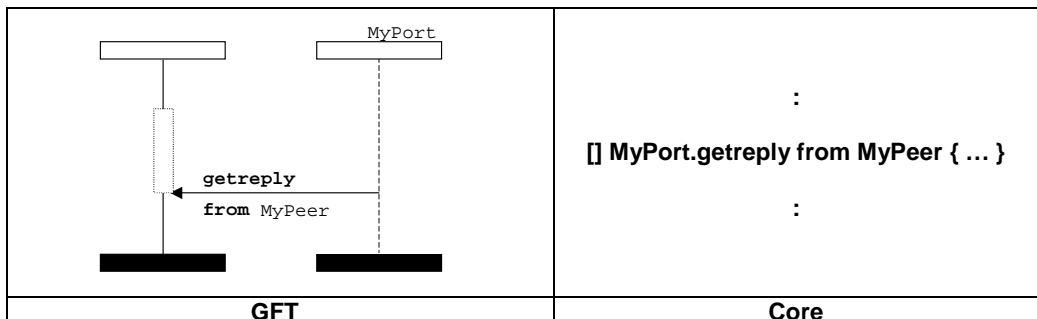 MyPort
getreply
from MyPeer
:
[] MyPort.getreply from MyPeer { … }
:
GFT
Core